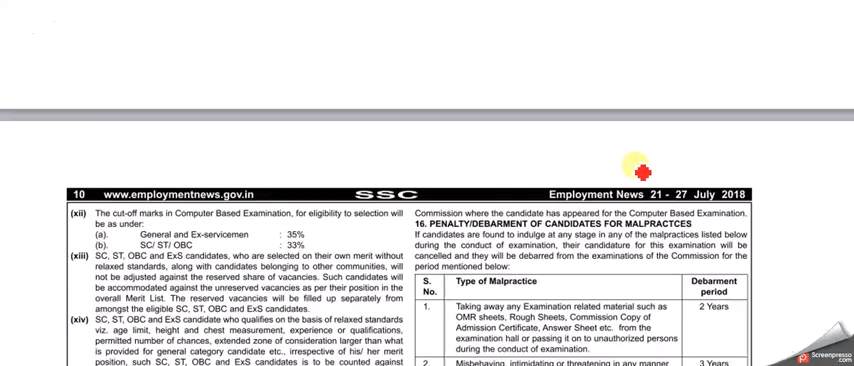 10 www.employmentnews.gov.in SSC Employment News 21 - 27 July 2018
(xii) The cut-off marks in Computer Based Examination, for eligibility to selection will
be as under:
(a). General and Ex-servicemen : 35%
(b). SC/ ST/ OBC : 33%
(xiii) SC, ST, OBC and ExS candidates, who are selected on their own merit without
relaxed standards, along with candidates belonging to other communities, will
not be adjusted against the reserved share of vacancies. Such candidates will
be accommodated against the unreserved vacancies as per their position in the
overall Merit List. The reserved vacancies will be filled up separately from
amongst the eligible SC, ST, OBC and ExS candidates.
(xiv) SC, ST, OBC and ExS candidate who qualifies on the basis of relaxed standards
viz. age limit, height and chest measurement, experience or qualifications,
permitted number of chances, extended zone of consideration larger than what
is provided for general category candidate etc., irrespective of his/ her merit
position, such SC, ST, OBC and ExS candidates is to be counted against
Commission where the candidate has appeared for the Computer Based Examination.
16. PENALTY/DEBARMENT OF CANDIDATES FOR MALPRACTCES
If candidates are found to indulge at any stage in any of the malpractices listed below
during the conduct of examination, their candidature for this examination will be
cancelled and they will be debarred from the examinations of the Commission for the
period mentioned below:
S. No. Type of Malpractice Debarment period
1. Taking away any Examination related material such as 2 Years
OMR sheets, Rough Sheets, Commission Copy of
Admission Certificate, Answer Sheet etc. from the
examination hall or passing it on to unauthorized persons
during the conduct of examination.
2. Misbehaving, intimidating or threatening in any manner 3 Years
Screenpresso
.com